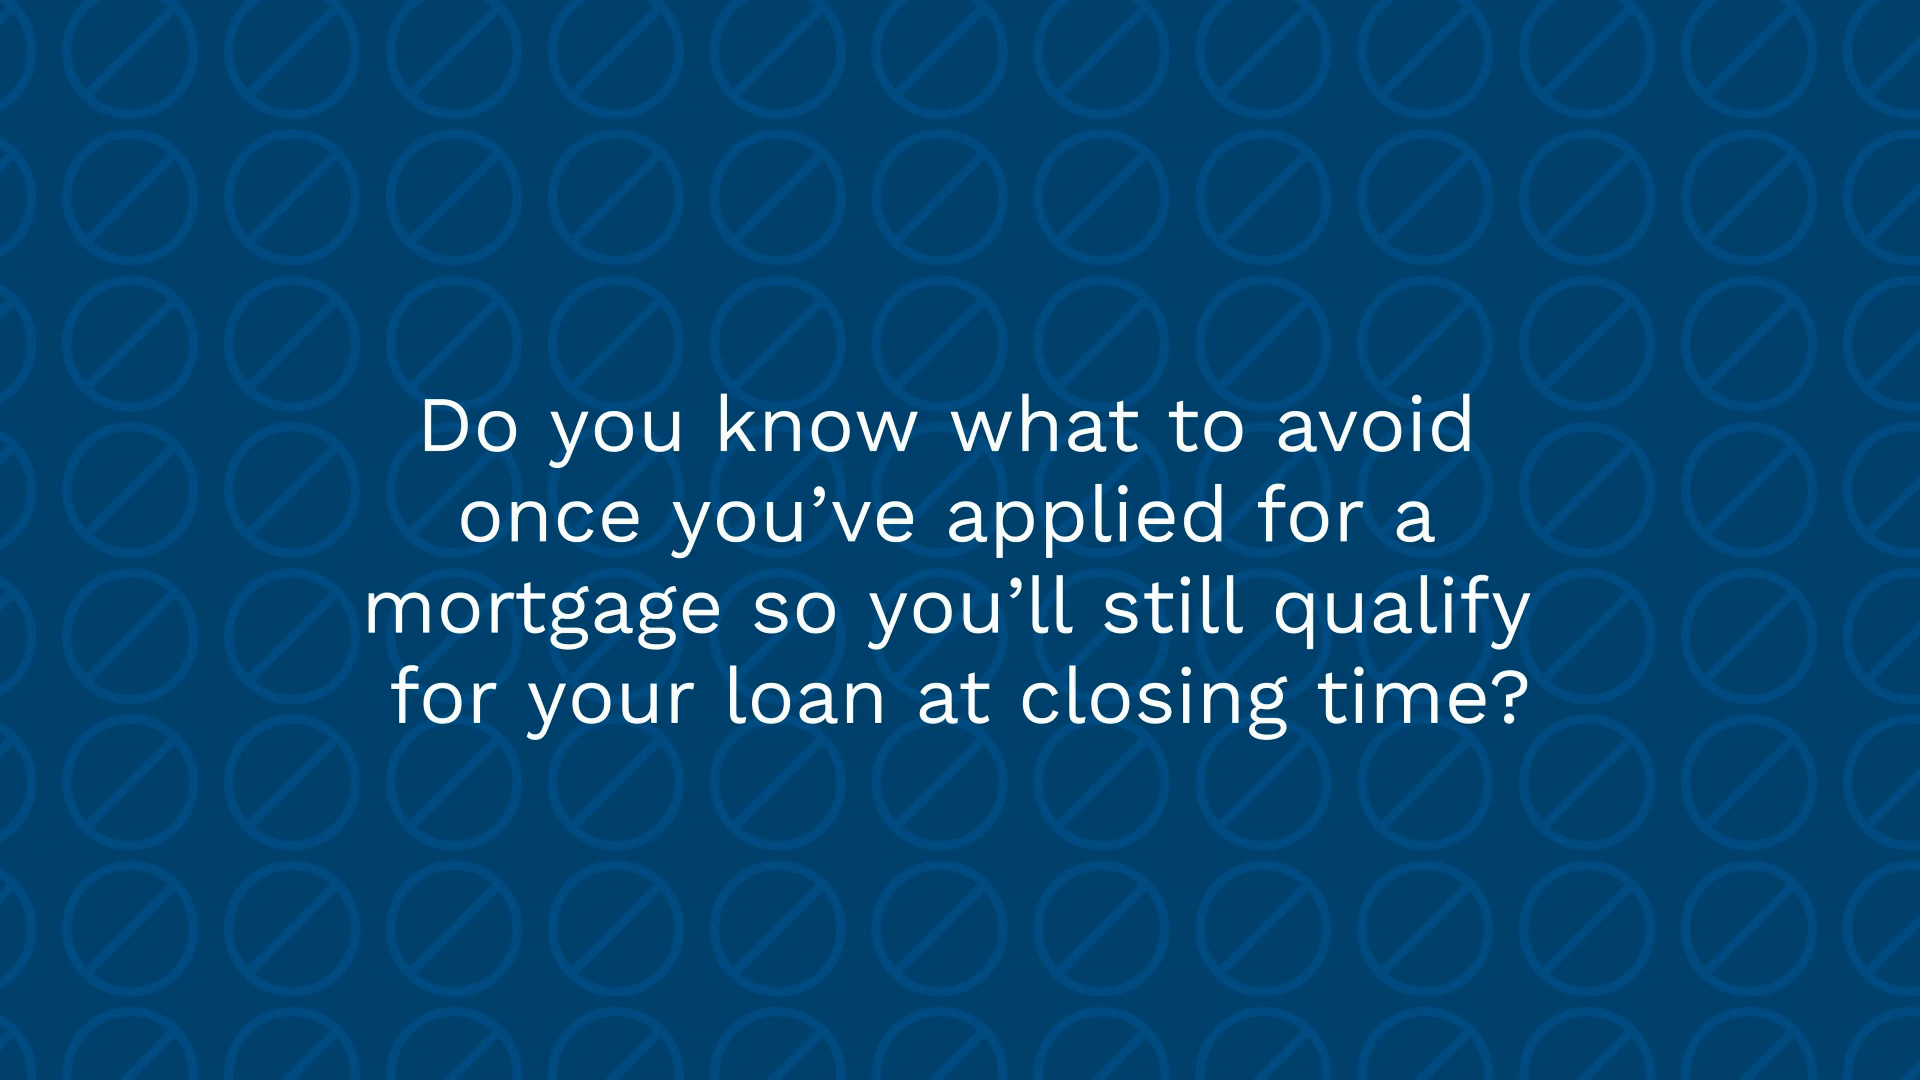 Do you know what to avoid
once you’ve applied for a
mortgage so you’ll still qualify
for your loan at closing time?